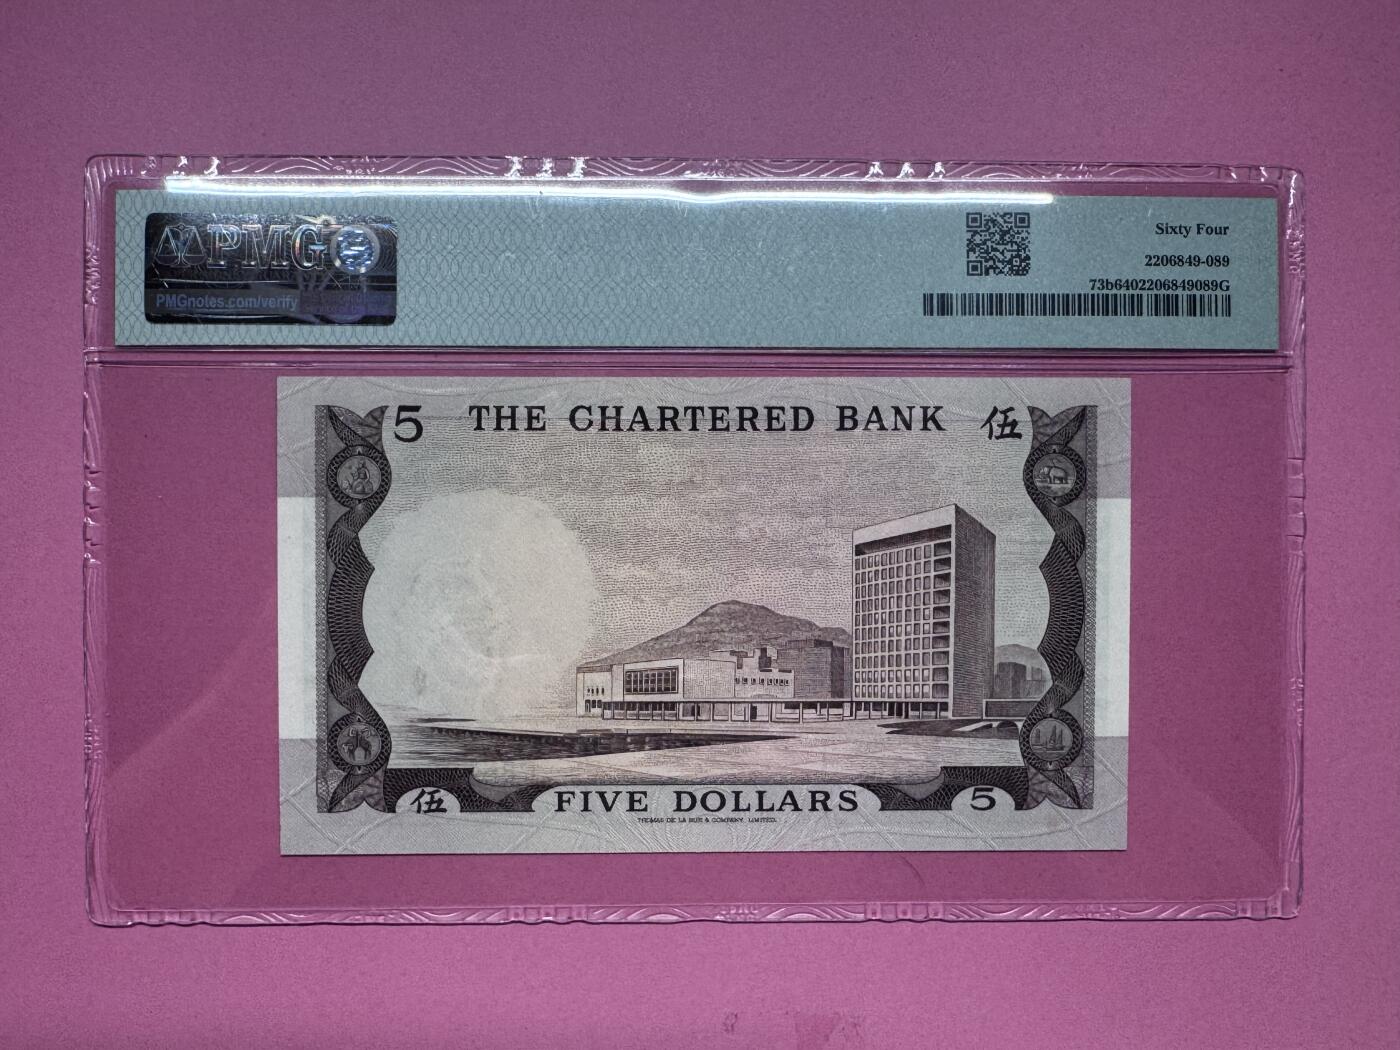 PMG
PMGnotes.com/verify
Sixty Four
2206849-089
73b6402206849089G
5 THE CHARTERED BANK 伍
伍 FIVE DOLLARS 5
THOMAS DE LA RUE & COMPANY, LIMITED.